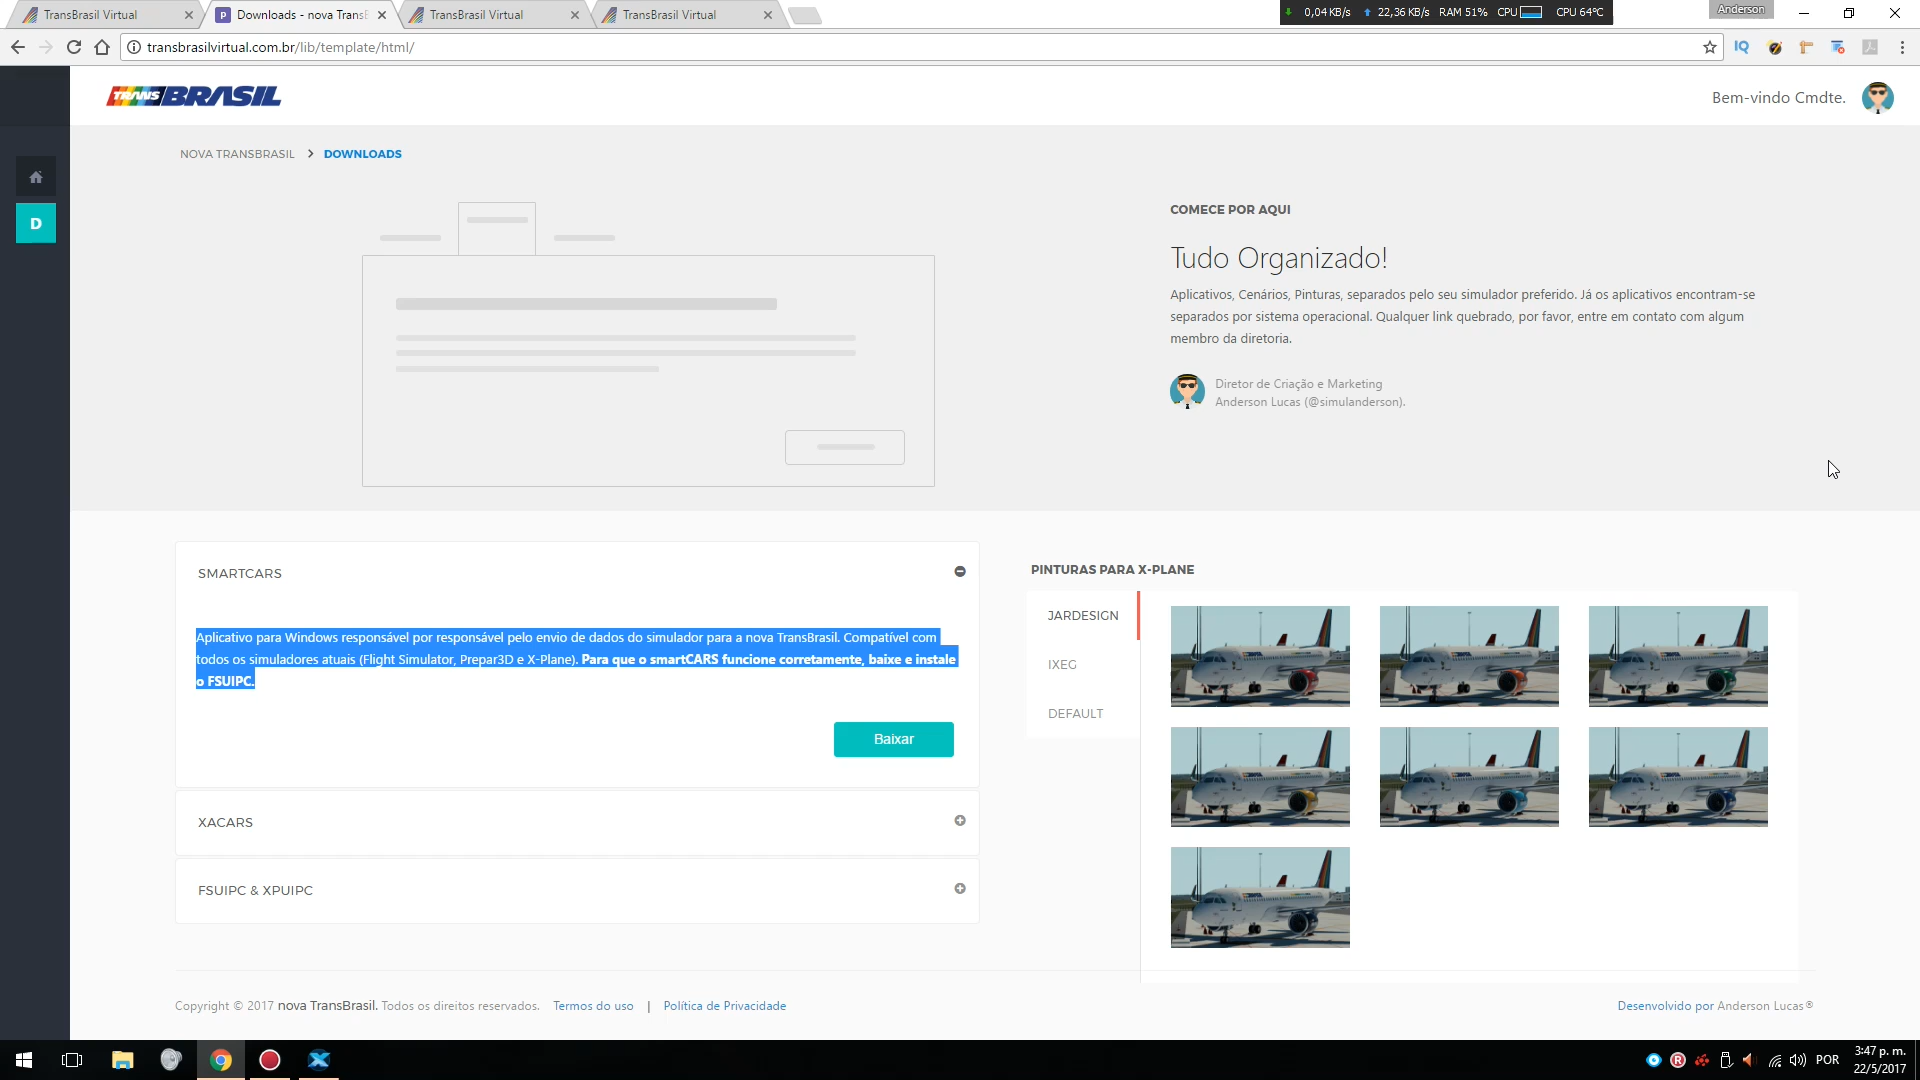 TransBrasil Virtual
Downloads - nova TransB
TransBrasil Virtual
TransBrasil Virtual
0,04 KB/s 22,36 KB/s RAM 51% CPU CPU 64ºC
Anderson
transbrasilvirtual.com.br/lib/template/html/
IQ
TRANSBRASIL
Bem-vindo Cmdte.
NOVA TRANSBRASIL > DOWNLOADS
D
COMECE POR AQUI
Tudo Organizado!
Aplicativos, Cenários, Pinturas, separados pelo seu simulador preferido. Já os aplicativos encontram-se
separados por sistema operacional. Qualquer link quebrado, por favor, entre em contato com algum
membro da diretoria.
Diretor de Criação e Marketing
Anderson Lucas (@simulanderson).
SMARTCARS
Aplicativo para Windows responsável por responsável pelo envio de dados do simulador para a nova TransBrasil. Compatível com
todos os simuladores atuais (Flight Simulator, Prepar3D e X-Plane). Para que o smartCARS funcione corretamente, baixe e instale
o FSUIPC.
Baixar
XACARS
FSUIPC & XPUIPC
PINTURAS PARA X-PLANE
JARDESIGN
IXEG
DEFAULT
Copyright © 2017 nova TransBrasil. Todos os direitos reservados. Termos do uso | Política de Privacidade
Desenvolvido por Anderson Lucas®
POR
3:47 p. m.
22/5/2017